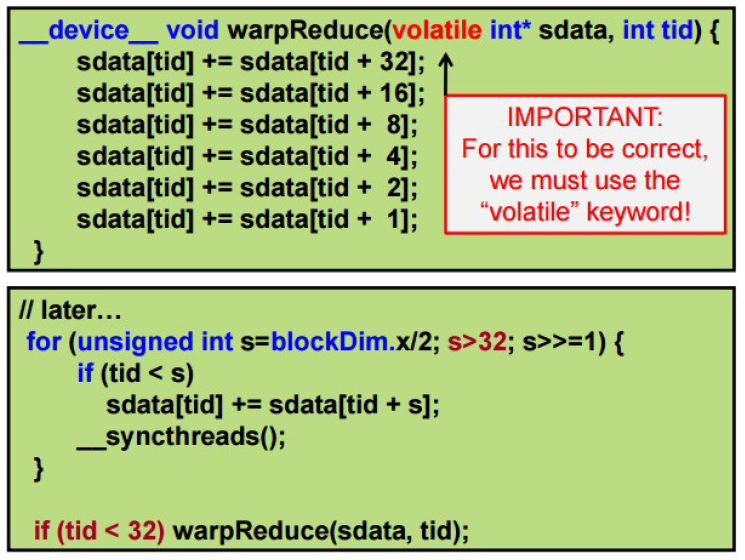 __device__ void warpReduce(volatile int* sdata, int tid) {
sdata[tid] += sdata[tid + 32];
sdata[tid] += sdata[tid + 16];
sdata[tid] += sdata[tid +  8];
sdata[tid] += sdata[tid +  4];
sdata[tid] += sdata[tid +  2];
sdata[tid] += sdata[tid +  1];
}
IMPORTANT:
For this to be correct,
we must use the
“volatile” keyword!
// later…
for (unsigned int s=blockDim.x/2; s>32; s>>=1) {
if (tid < s)
sdata[tid] += sdata[tid + s];
__syncthreads();
}
if (tid < 32) warpReduce(sdata, tid);